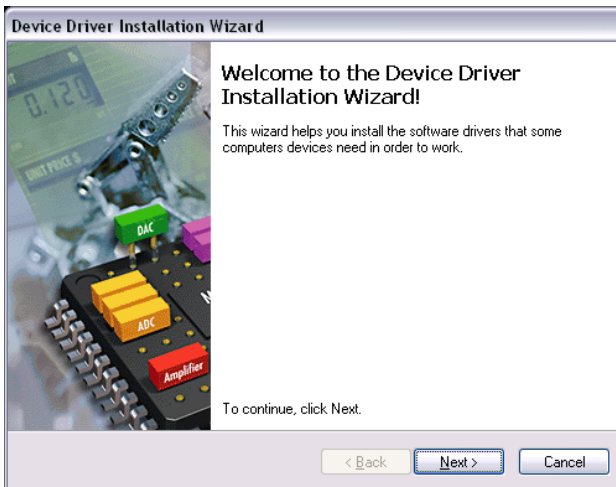 Device Driver Installation Wizard
0.120
UNIT PRICE $
DAC
ADC
Amplifier
Welcome to the Device Driver
Installation Wizard!
This wizard helps you install the software drivers that some
computers devices need in order to work.
To continue, click Next.
< Back
Next >
Cancel